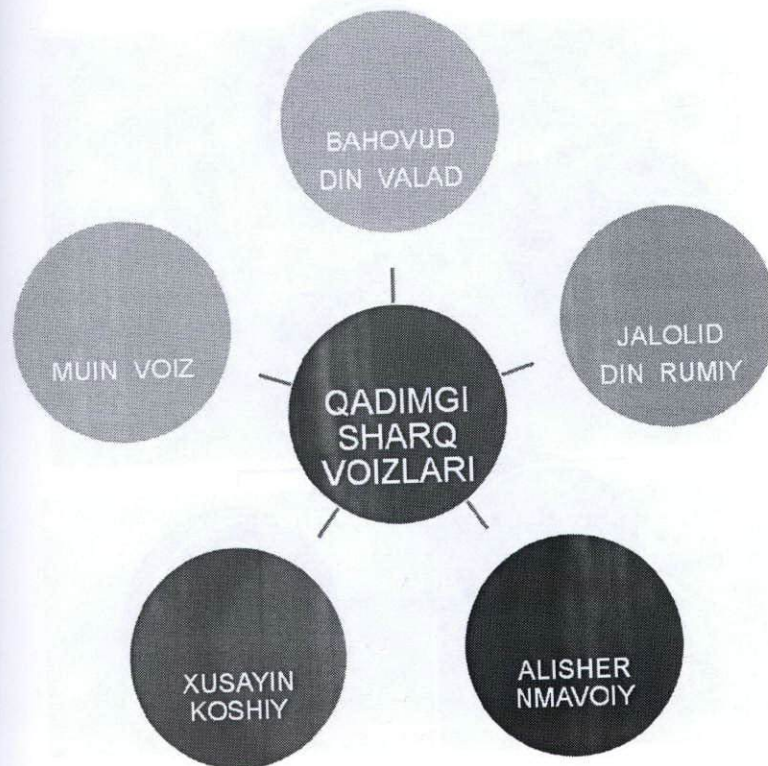 BAHOVUD
DIN VALAD
JALOLID
DIN RUMIY
MUIN VOIZ
QADIMGI
SHARQ
VOIZLARI
XUSAYIN
KOSHIY
ALISHER
NMAVOIY